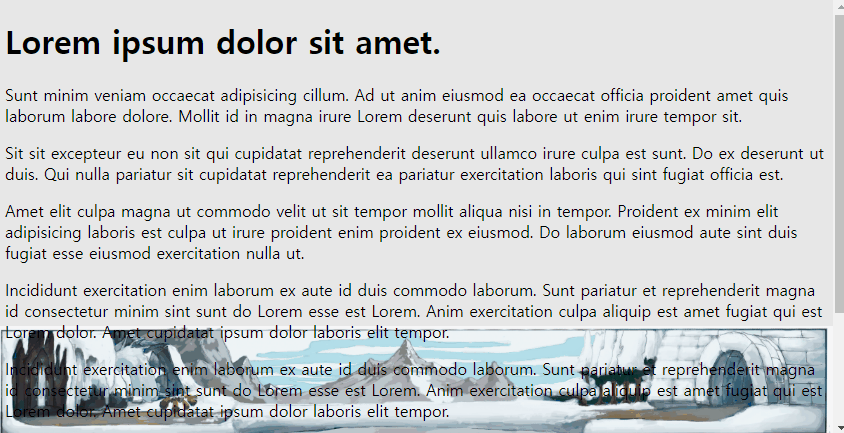 Lorem ipsum dolor sit amet.
Sunt minim veniam occaecat adipisicing cillum. Ad ut anim eiusmod ea occaecat officia proident amet quis
laborum labore dolore. Mollit id in magna irure Lorem deserunt quis labore ut enim irure tempor sit.
Sit sit excepteur eu non sit qui cupidatat reprehenderit deserunt ullamco irure culpa est sunt. Do ex deserunt ut
duis. Qui nulla pariatur sit cupidatat reprehenderit ea pariatur exercitation laboris qui sint fugiat officia est.
Amet elit culpa magna ut commodo velit ut sit tempor mollit aliqua nisi in tempor. Proident ex minim elit
adipisicing laboris est culpa ut irure proident enim proident ex eiusmod. Do laborum eiusmod aute sint duis
fugiat esse eiusmod exercitation nulla ut.
Incididunt exercitation enim laborum ex aute id duis commodo laborum. Sunt pariatur et reprehenderit magna
id consectetur minim sint sunt do Lorem esse est Lorem. Anim exercitation culpa aliquip est amet fugiat qui est
Lorem dolor. Amet cupidatat ipsum dolor laboris elit tempor.
Incididunt exercitation enim laborum ex aute id duis commodo laborum. Sunt pariatur et reprehenderit magna
id consectetur minim sint sunt do Lorem esse est Lorem. Anim exercitation culpa aliquip est amet fugiat qui est
Lorem dolor. Amet cupidatat ipsum dolor laboris elit tempor.